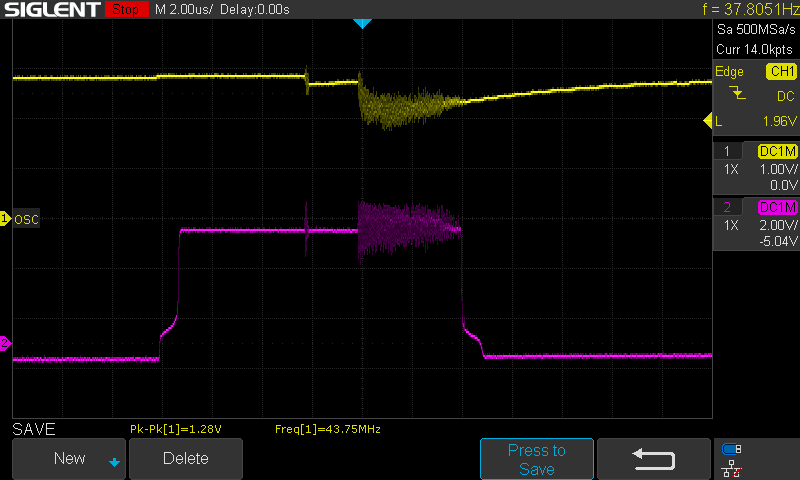 SIGLENT Stop M 2.00us/ Delay:0.00s f = 37.8051Hz
Sa 500MSa/s
Curr 14.0kpts
Edge CH1
DC
L 1.96V
1 DC1M
1X 1.00V/
0.0V
2 DC1M
1X 2.00V/
-5.04V
1 OSC
2
SAVE Pk-Pk[1]=1.28V Freq[1]=43.75MHz
New Delete Press to
Save